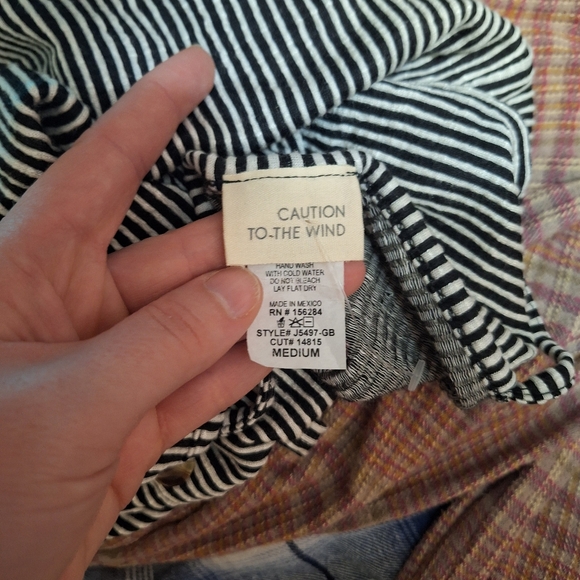 CAUTION
TO-THE WIND
HAND WASH
WITH COLD WATER
DO NOT BLEACH
LAY FLAT DRY
MADE IN MEXICO
RN # 156284
STYLE# J5497-GB
CUT# 14815
MEDIUM